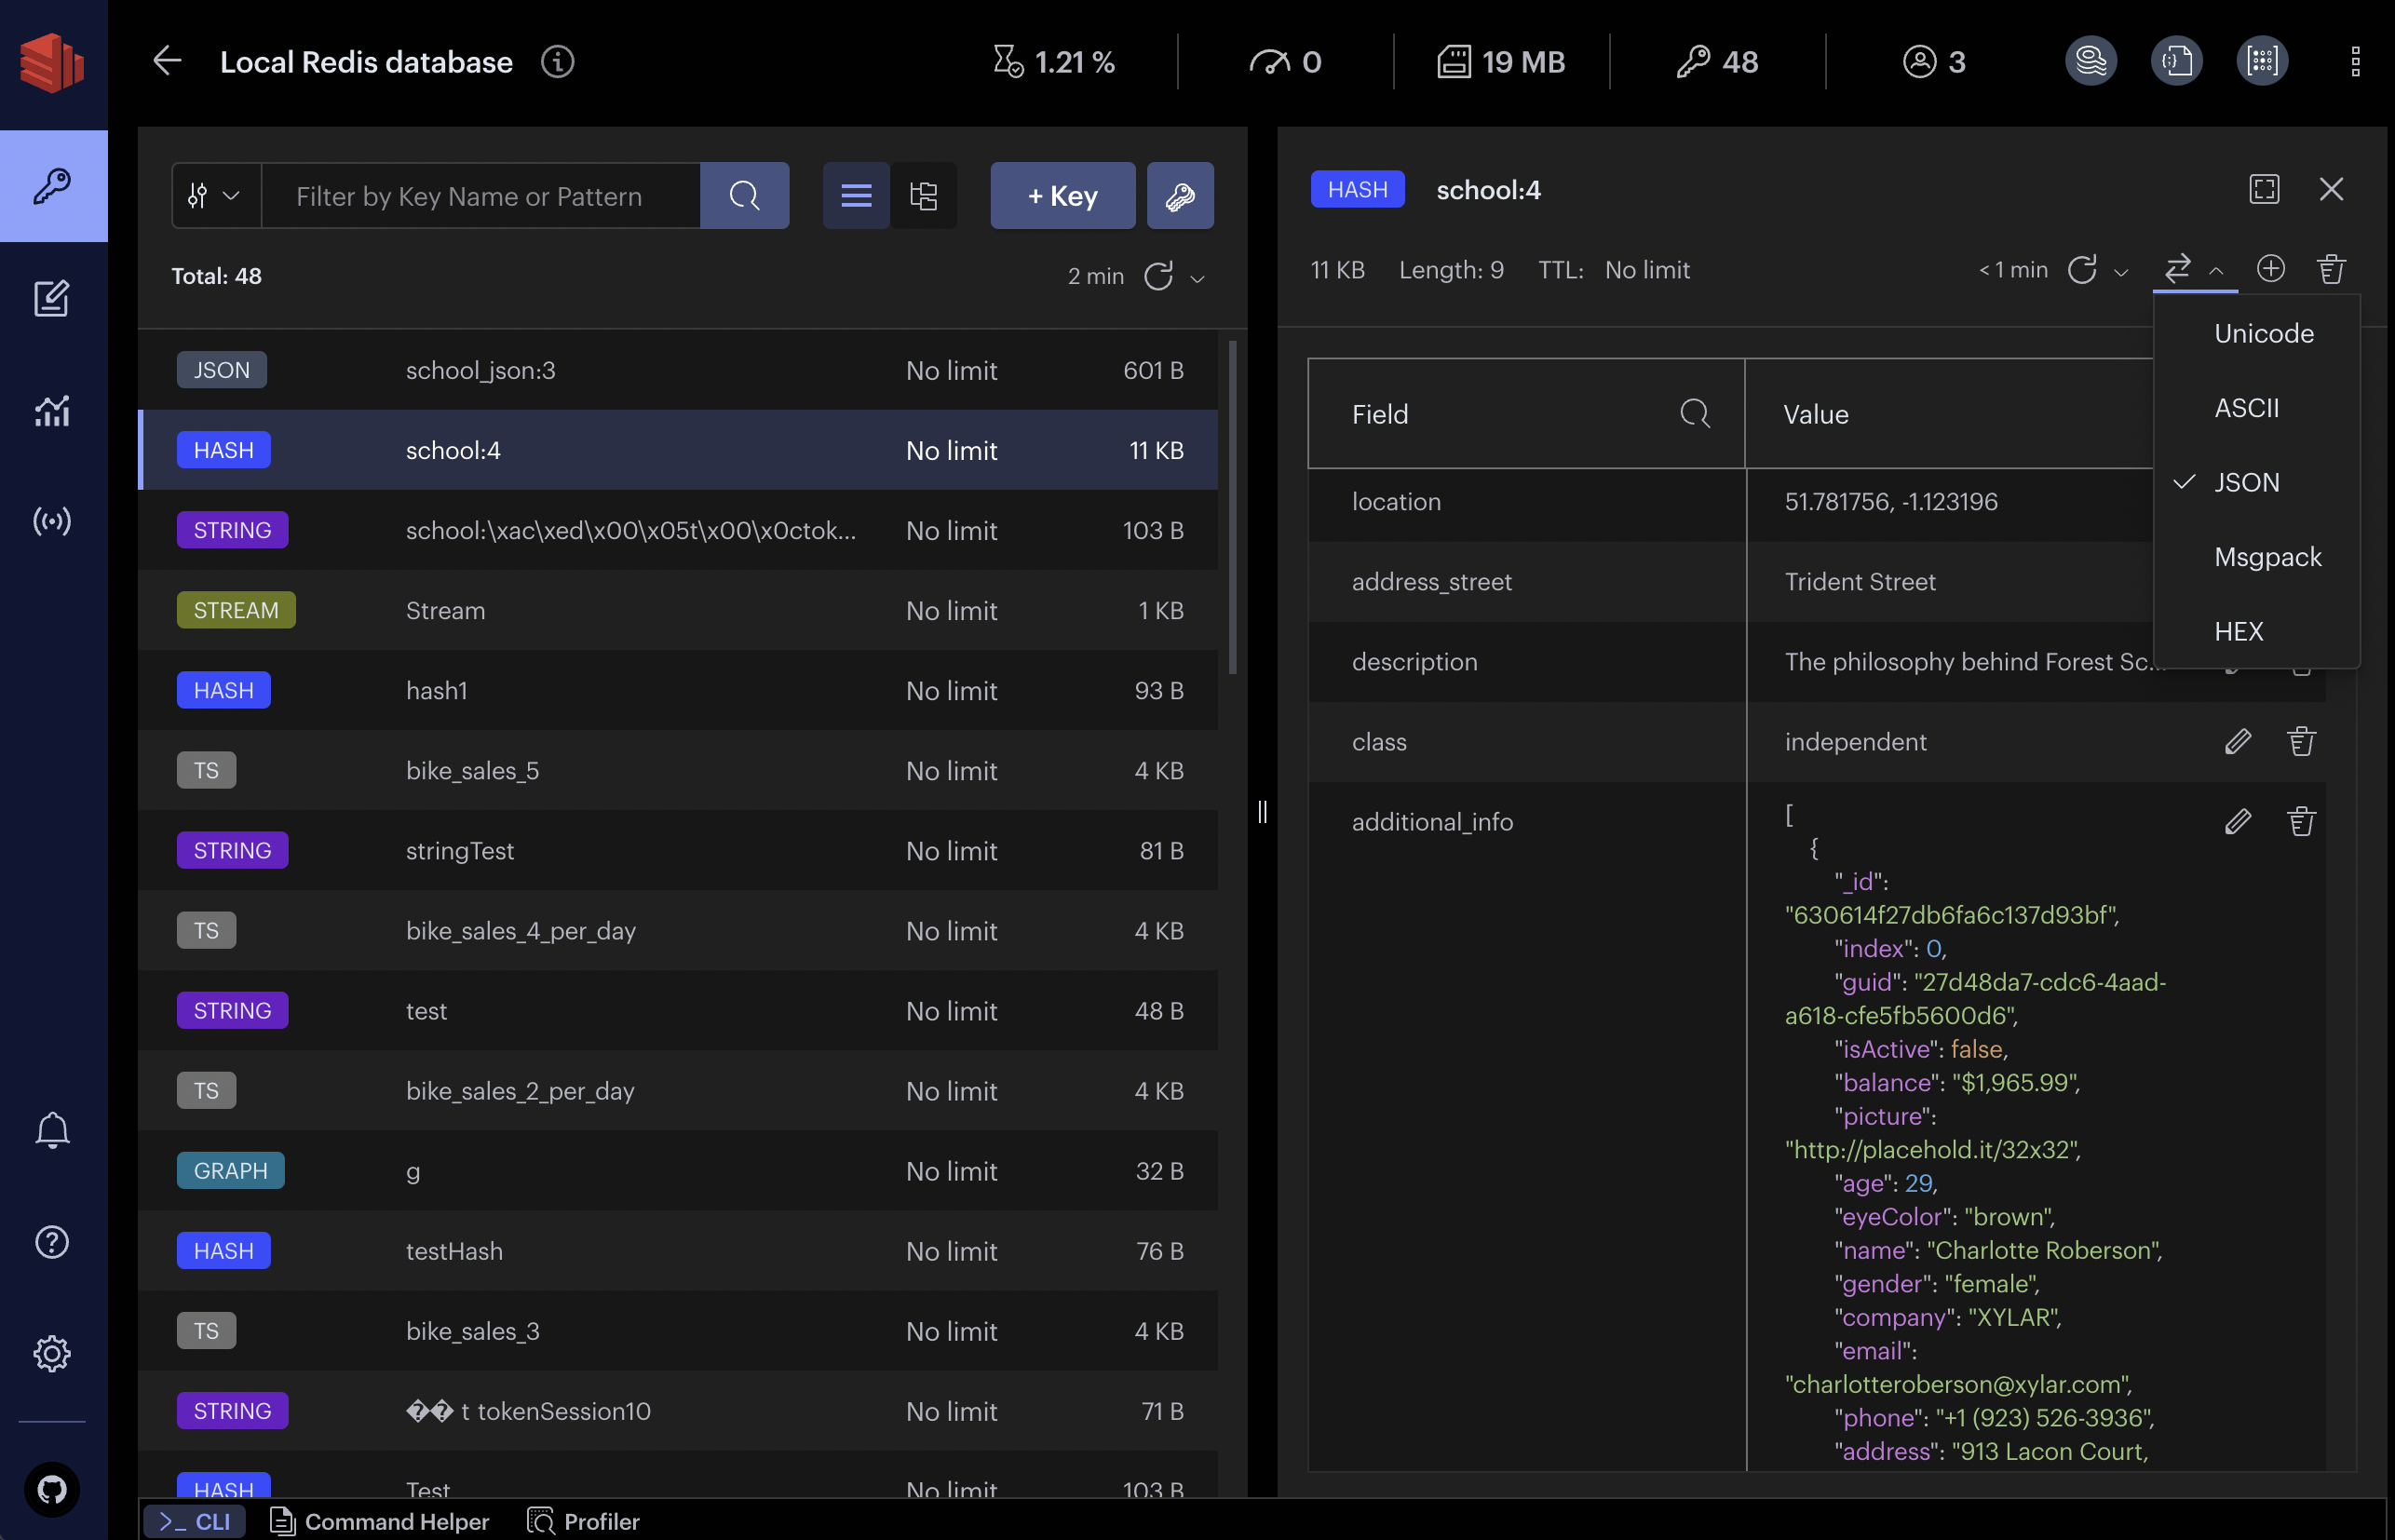 Local Redis database
1.21 %
0
19 MB
48
3
Filter by Key Name or Pattern
+ Key
Total: 48
2 min
JSON school_json:3 No limit 601 B
HASH school:4 No limit 11 KB
STRING school:\xac\xed\x00\x05t\x00\x0ctok... No limit 103 B
STREAM Stream No limit 1 KB
HASH hash1 No limit 93 B
TS bike_sales_5 No limit 4 KB
STRING stringTest No limit 81 B
TS bike_sales_4_per_day No limit 4 KB
STRING test No limit 48 B
TS bike_sales_2_per_day No limit 4 KB
GRAPH g No limit 32 B
HASH testHash No limit 76 B
TS bike_sales_3 No limit 4 KB
STRING �� t tokenSession10 No limit 71 B
HASH Test No limit 103 B
HASH school:4
11 KB Length: 9 TTL: No limit < 1 min
Unicode
ASCII
JSON
Msgpack
HEX
Field Value
location 51.781756, -1.123196
address_street Trident Street
description The philosophy behind Forest Sc...
class independent
additional_info [
{
"_id":
"630614f27db6fa6c137d93bf",
"index": 0,
"guid": "27d48da7-cdc6-4aad-
a618-cfe5fb5600d6",
"isActive": false,
"balance": "$1,965.99",
"picture":
"http://placehold.it/32x32",
"age": 29,
"eyeColor": "brown",
"name": "Charlotte Roberson",
"gender": "female",
"company": "XYLAR",
"email":
"charlotteroberson@xylar.com",
"phone": "+1 (923) 526-3936",
"address": "913 Lacon Court,
>_ CLI
Command Helper
Profiler